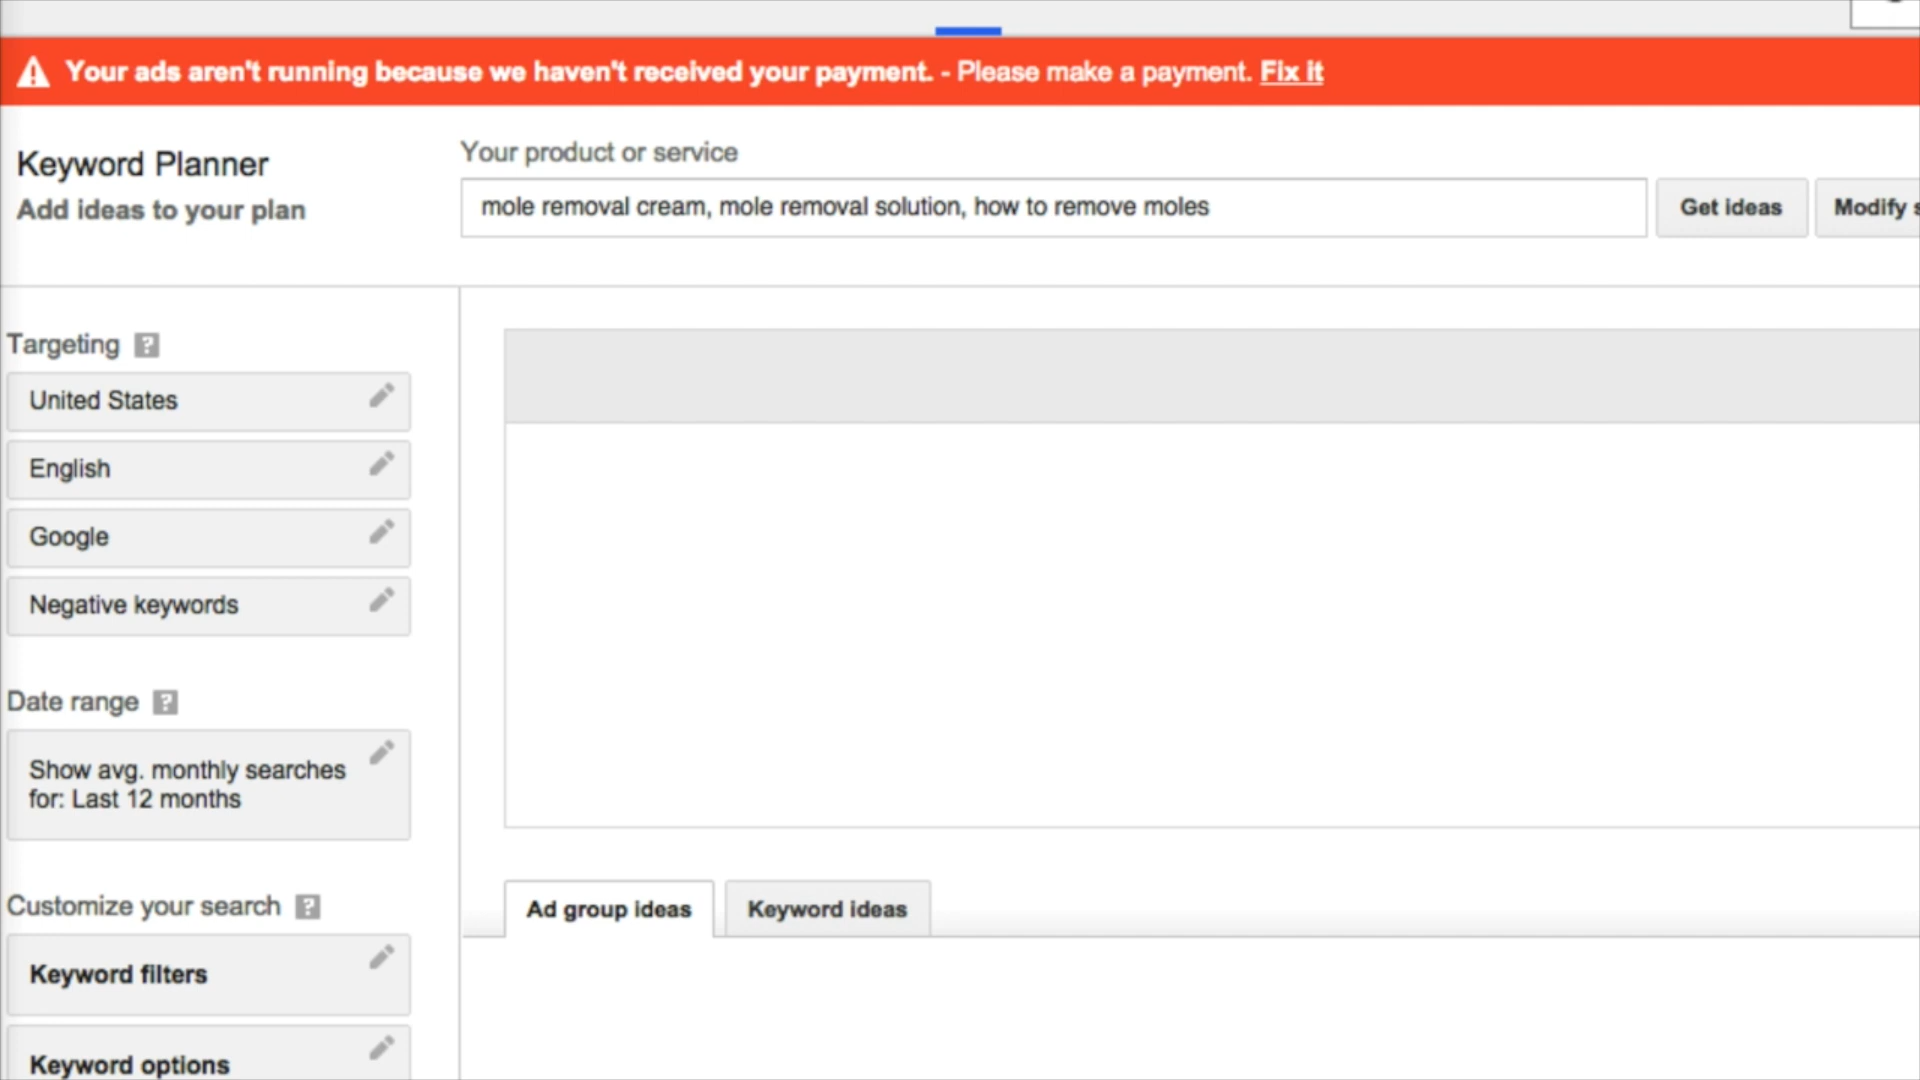 Your ads aren't running because we haven't received your payment. - Please make a payment. Fix it
Keyword Planner
Add ideas to your plan
Your product or service
mole removal cream, mole removal solution, how to remove moles
Get ideas
Modify s
Targeting ?
United States
English
Google
Negative keywords
Date range ?
Show avg. monthly searches
for: Last 12 months
Customize your search ?
Keyword filters
Keyword options
Ad group ideas
Keyword ideas